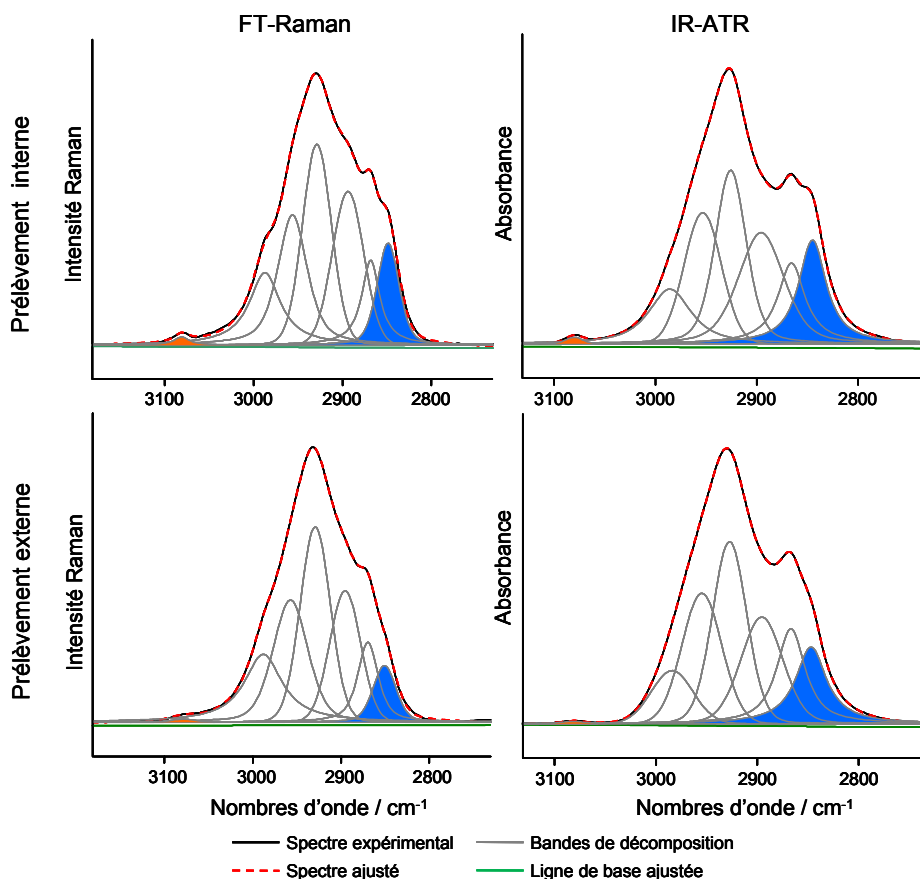 FT-Raman
IR-ATR
Prélèvement interne
Intensité Raman
Absorbance
3100 3000 2900 2800
3100 3000 2900 2800
Prélèvement externe
Intensité Raman
Absorbance
3100 3000 2900 2800
3100 3000 2900 2800
Nombres d'onde / cm-1
Nombres d'onde / cm-1
Spectre expérimental
Bandes de décomposition
Spectre ajusté
Ligne de base ajustée